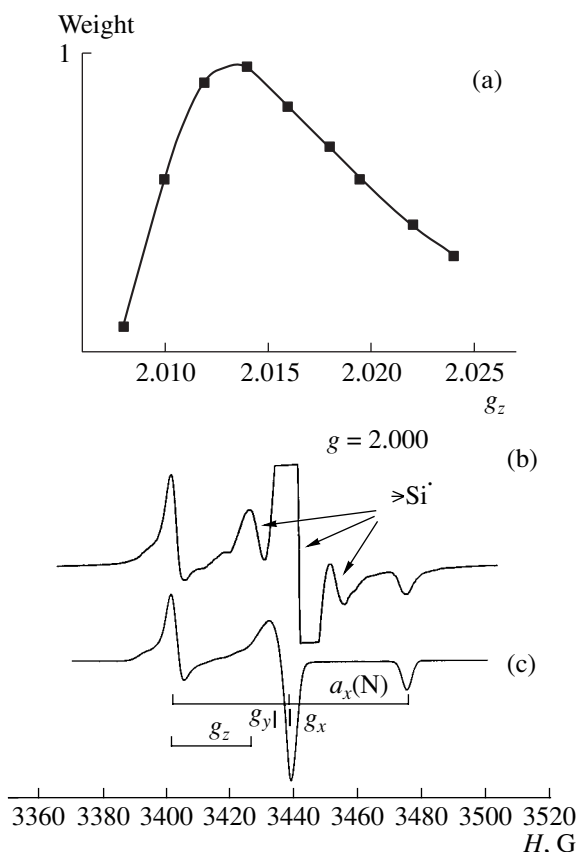 Weight
1
(a)
2.010 2.015 2.020 2.025
g_z
g = 2.000
(b)
⩾Si˙
(c)
a_x(N)
g_y g_x
g_z
3360 3380 3400 3420 3440 3460 3480 3500 3520
H, G